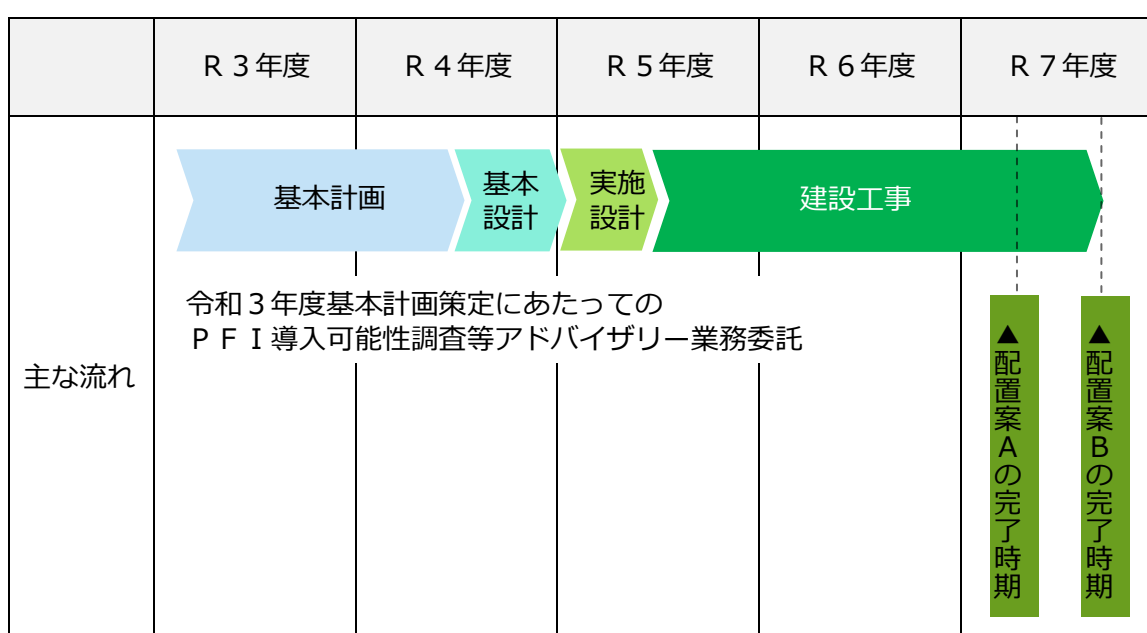 Ｒ３年度
Ｒ４年度
Ｒ５年度
Ｒ６年度
Ｒ７年度
主な流れ
基本計画
基本
設計
実施
設計
建設工事
令和３年度基本計画策定にあたっての
ＰＦＩ導入可能性調査等アドバイザリー業務委託
▲配置案Ａの完了時期
▲配置案Ｂの完了時期